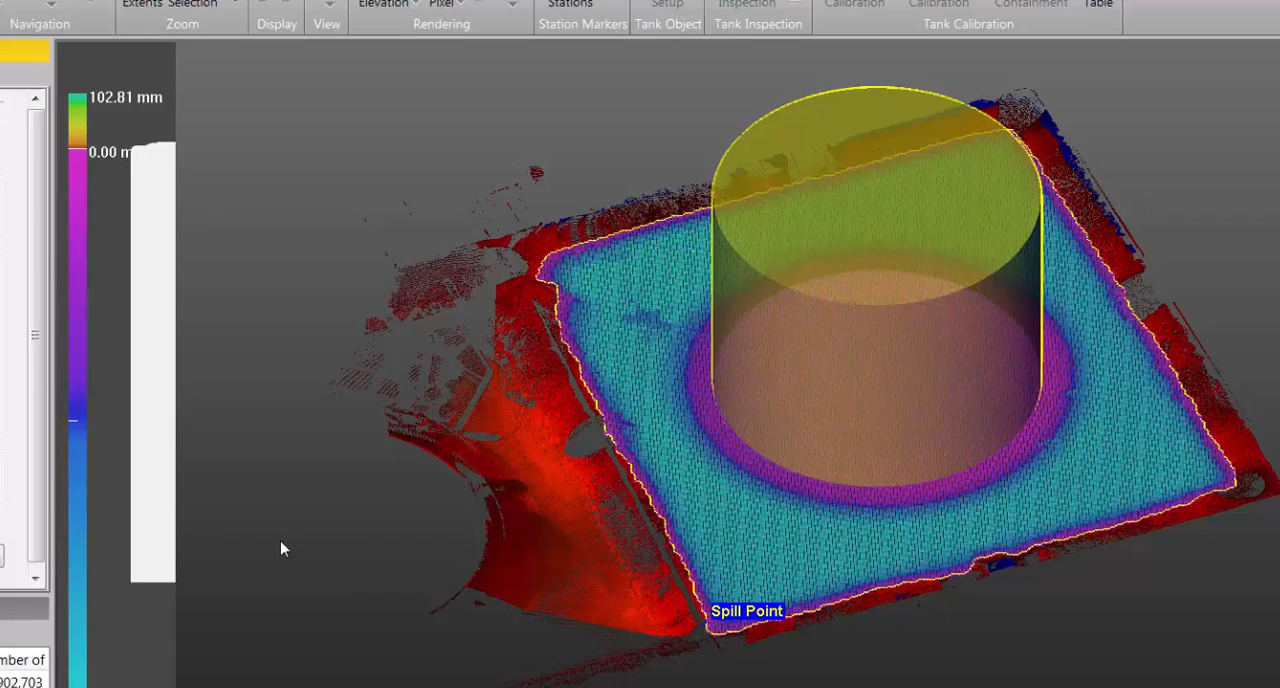 Extents Selection
Elevation Pixel
Stations
Setup
Inspection
Calibration
Calibration
Containment
Table
Navigation
Zoom
Display
View
Rendering
Station Markers
Tank Object
Tank Inspection
Tank Calibration
102.81 mm
0.00
Spill Point
mber of
902,703